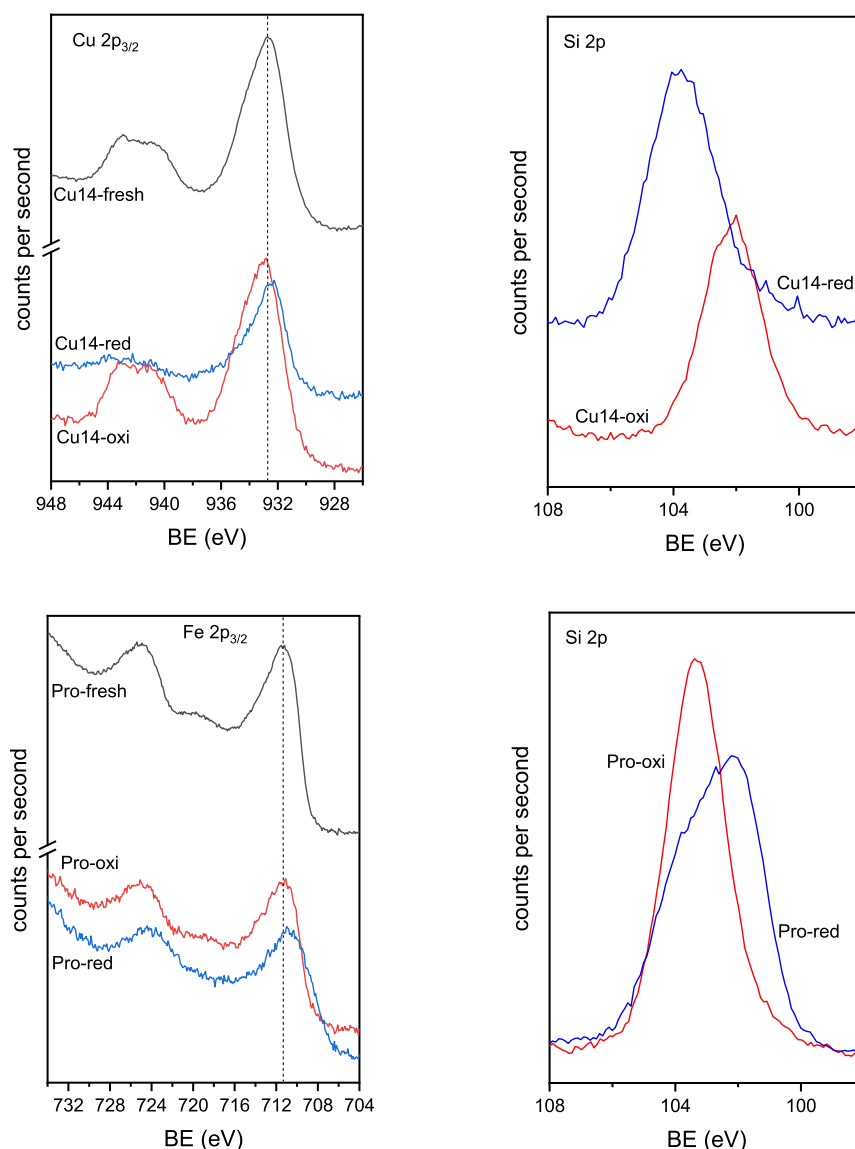 Cu 2p3/2
Cu14-fresh
Cu14-red
Cu14-oxi
counts per second
948 944 940 936 932 928
BE (eV)
Si 2p
Cu14-red
Cu14-oxi
counts per second
108 104 100
BE (eV)
Fe 2p3/2
Pro-fresh
Pro-oxi
Pro-red
counts per second
732 728 724 720 716 712 708 704
BE (eV)
Si 2p
Pro-oxi
Pro-red
counts per second
108 104 100
BE (eV)